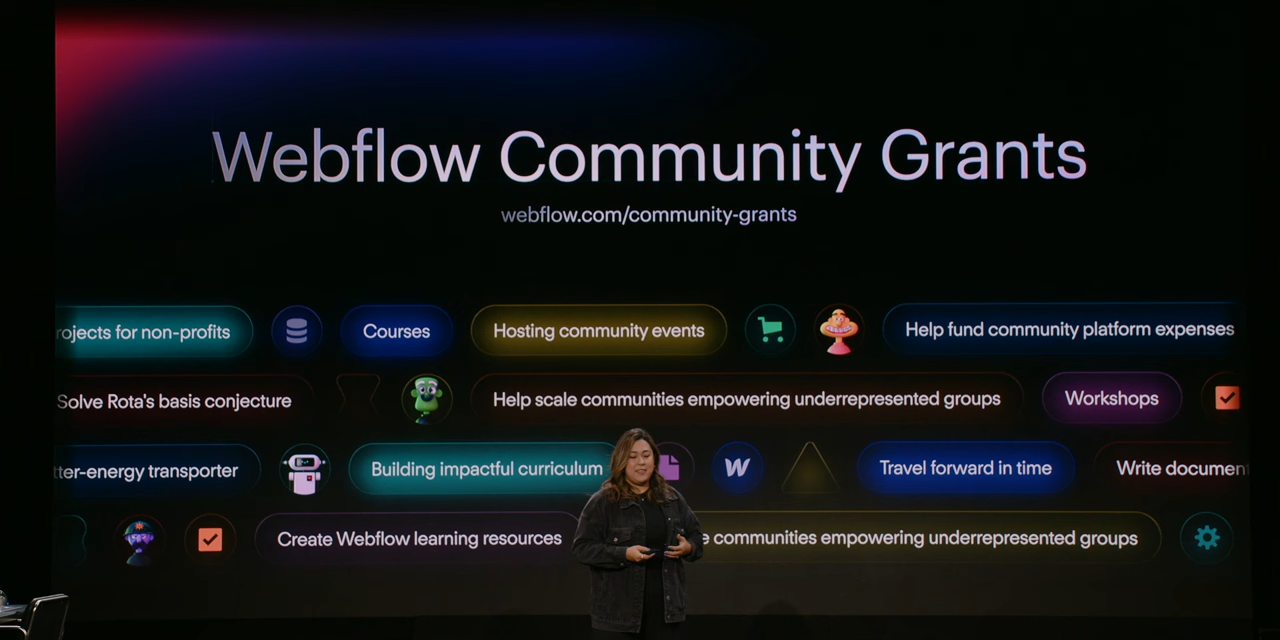 Webflow Community Grants
webflow.com/community-grants
rojects for non-profits Courses Hosting community events Help fund community platform expenses
Solve Rota's basis conjecture Help scale communities empowering underrepresented groups Workshops
tter-energy transporter Building impactful curriculum W Travel forward in time Write documen
Create Webflow learning resources e communities empowering underrepresented groups